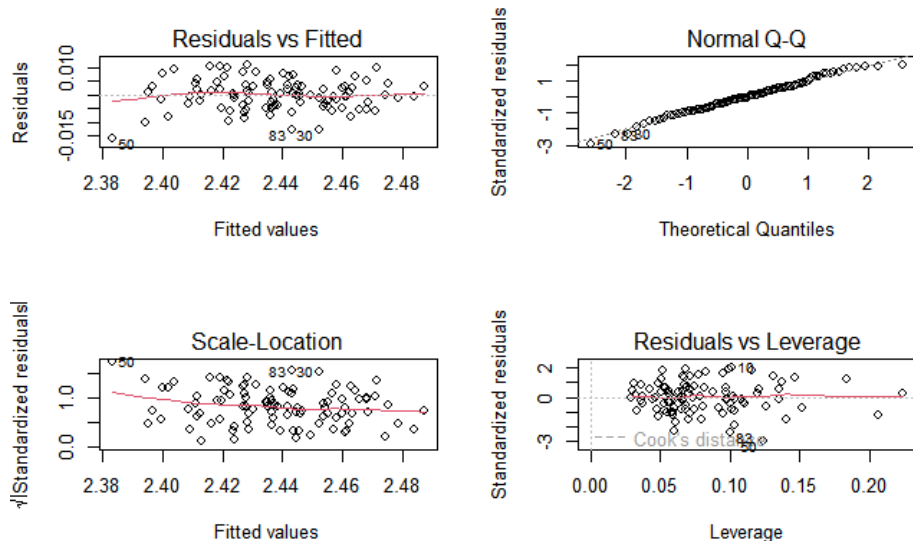 Residuals vs Fitted
Residuals
-0.015
0.010
50
83
30
2.38 2.40 2.42 2.44 2.46 2.48
Fitted values
Normal Q-Q
Standardized residuals
-3
-1
1
50
83
30
-2 -1 0 1 2
Theoretical Quantiles
Scale-Location
√|Standardized residuals|
0.0
1.0
50
83
30
2.38 2.40 2.42 2.44 2.46 2.48
Fitted values
Residuals vs Leverage
Standardized residuals
-3
0
2
10
83
50
Cook's distance
0.00 0.05 0.10 0.15 0.20
Leverage